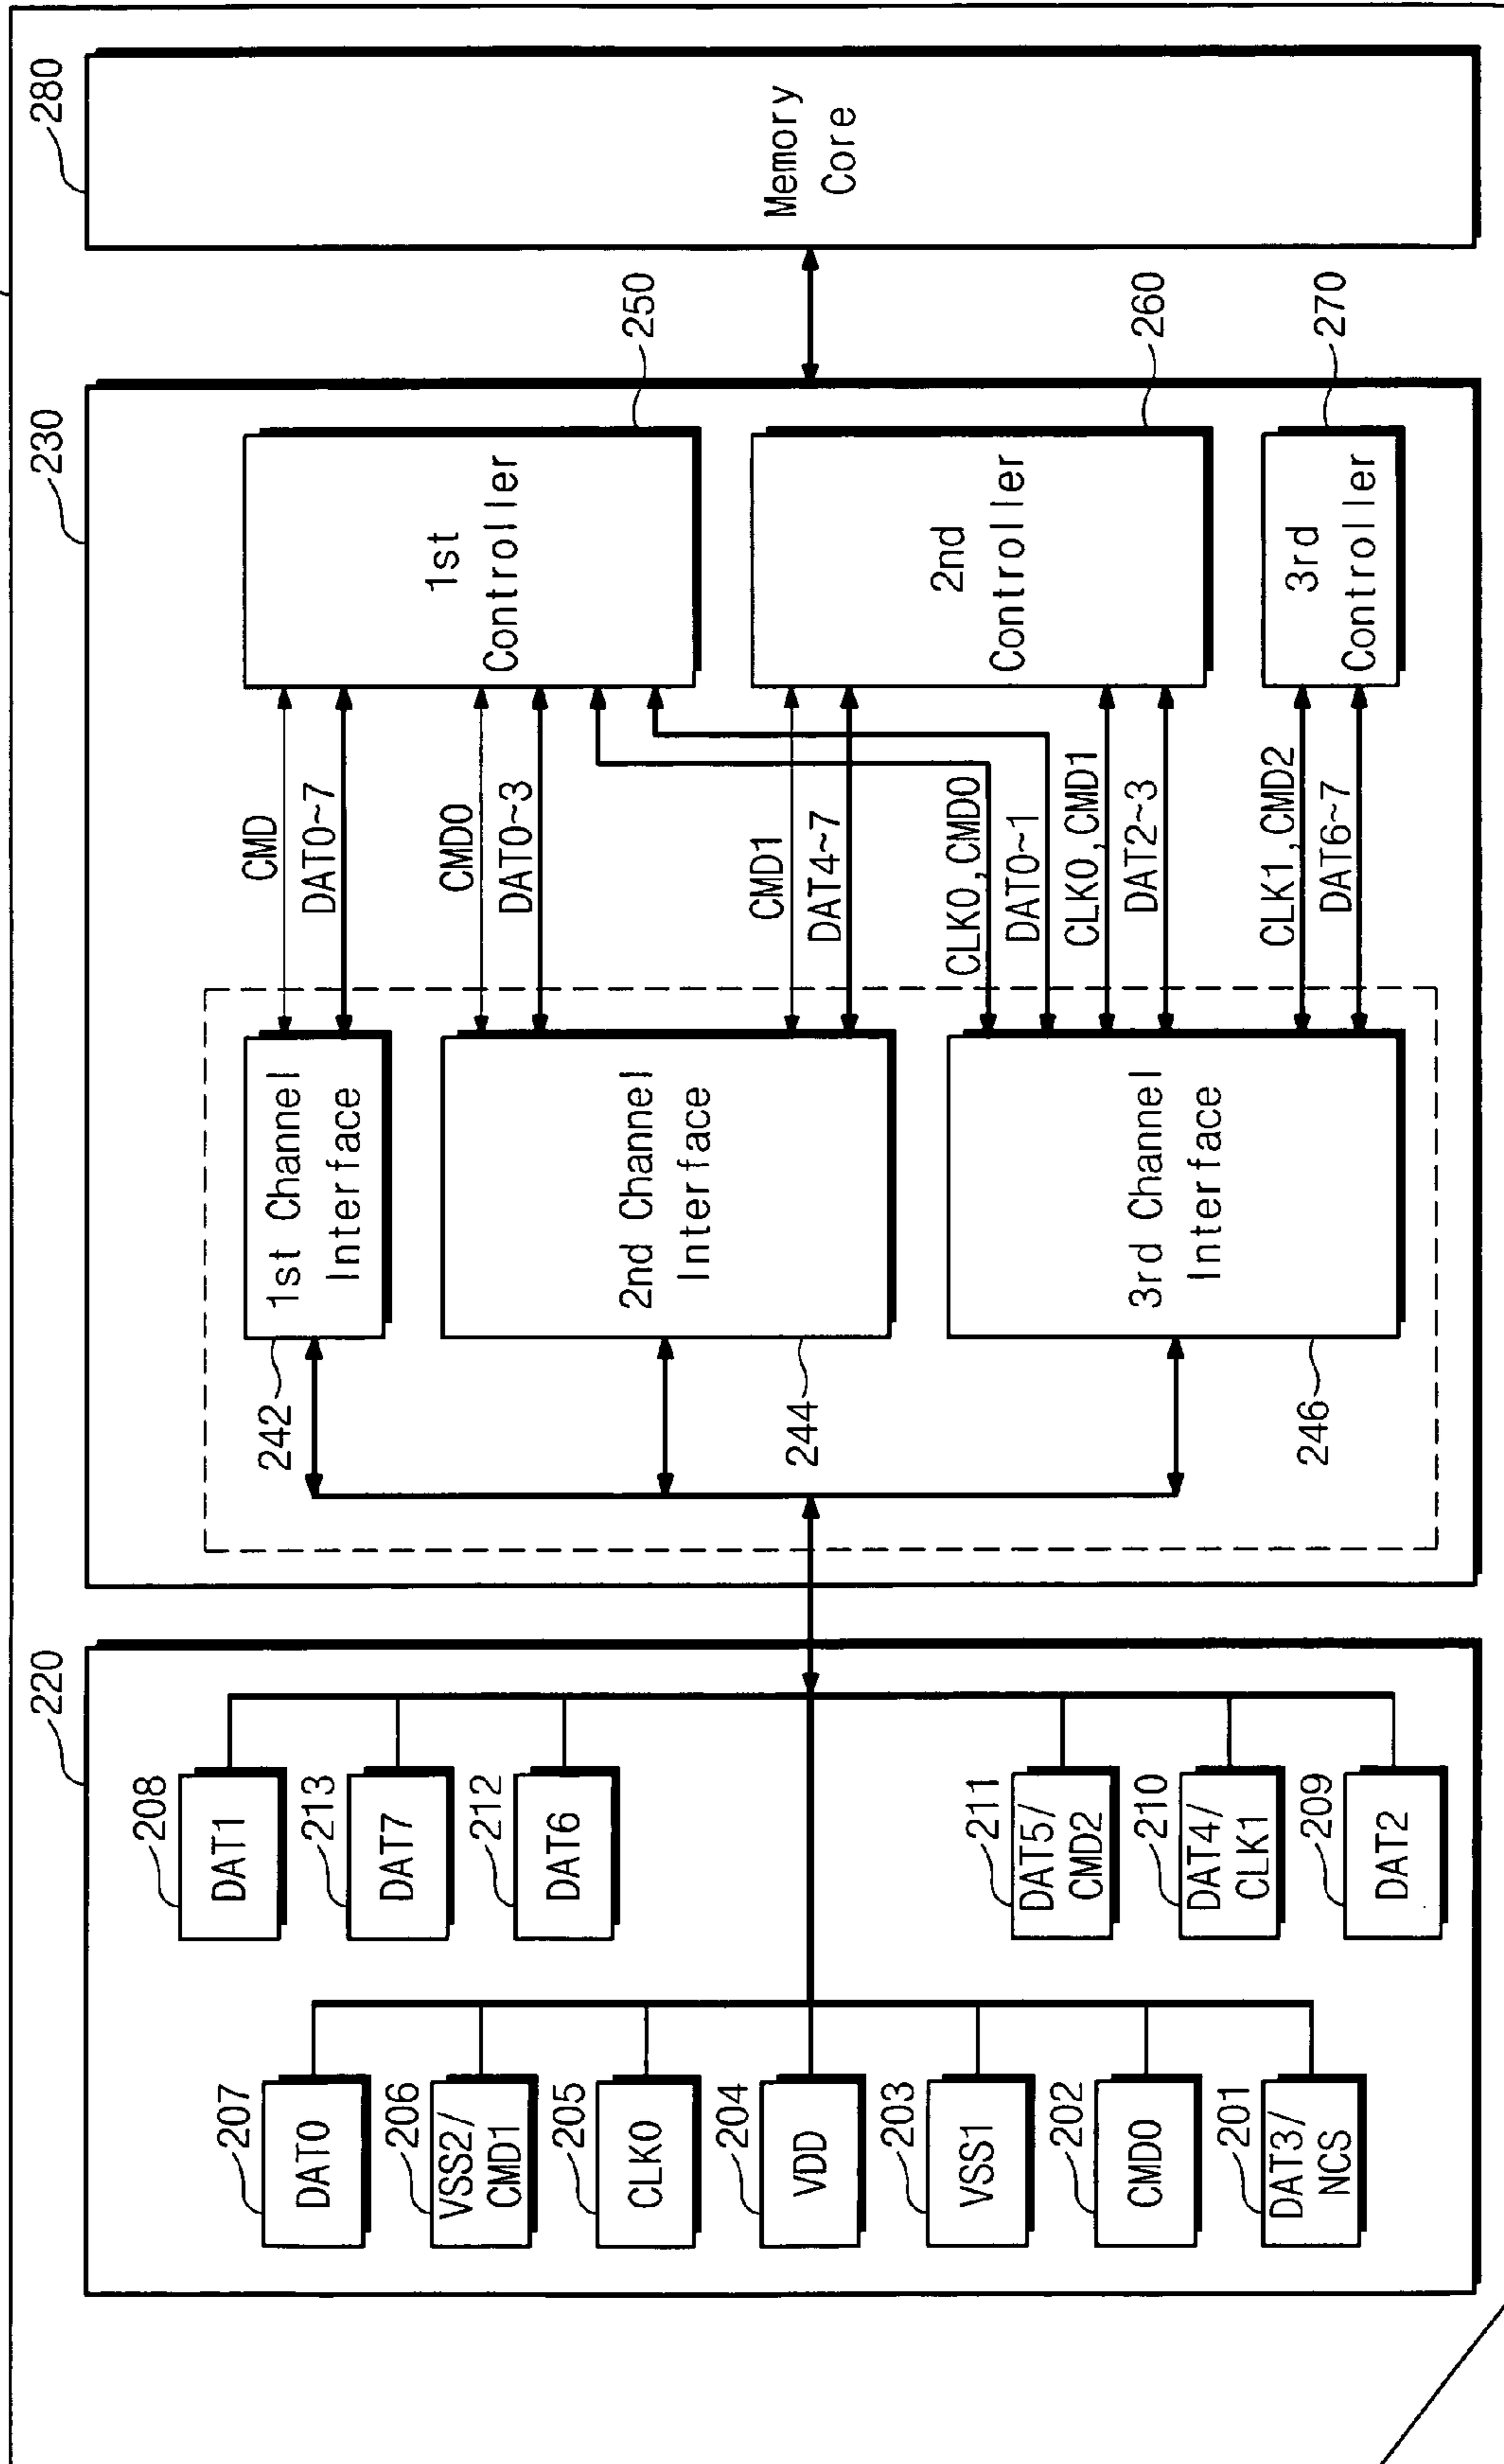 220
207
DAT0
206
VSS2/
CMD1
205
CLK0
204
VDD
203
VSS1
202
CMD0
201
DAT3/
NCS
208
DAT1
213
DAT7
212
DAT6
211
DAT5/
CMD2
210
DAT4/
CLK1
209
DAT2
230
242
1st Channel
Interface
244
2nd Channel
Interface
246
3rd Channel
Interface
CMD
DAT0~7
CMD0
DAT0~3
CMD1
DAT4~7
CLK0,CMD0
DAT0~1
CLK0,CMD1
DAT2~3
CLK1,CMD2
DAT6~7
1st
Controller
250
2nd
Controller
260
3rd
Controller
270
280
Memory
Core